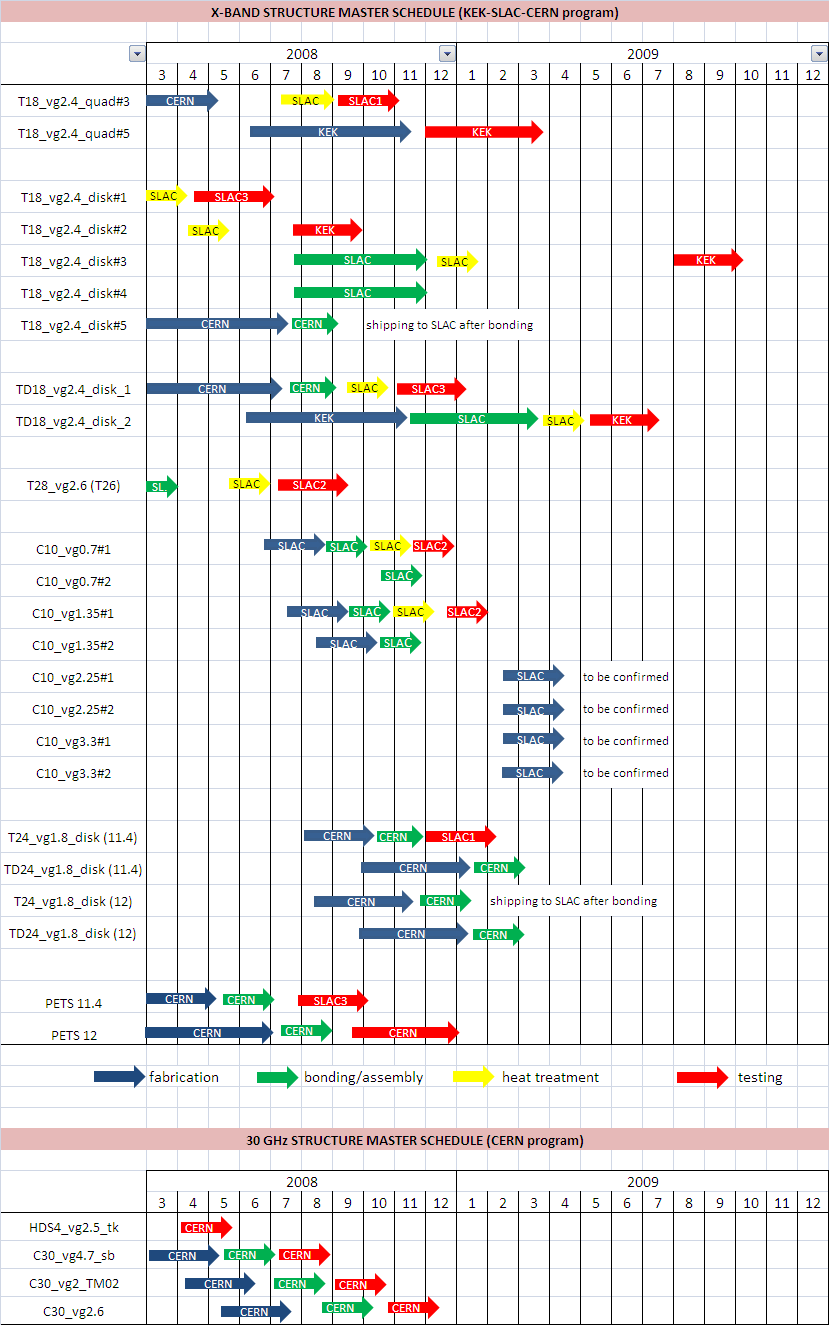 X-BAND STRUCTURE MASTER SCHEDULE (KEK-SLAC-CERN program)
2008 2009
3 4 5 6 7 8 9 10 11 12 1 2 3 4 5 6 7 8 9 10 11 12
T18_vg2.4_quad#3 CERN SLAC SLAC1
T18_vg2.4_quad#5 KEK KEK
T18_vg2.4_disk#1 SLAC SLAC3
T18_vg2.4_disk#2 SLAC KEK
T18_vg2.4_disk#3 SLAC SLAC KEK
T18_vg2.4_disk#4 SLAC
T18_vg2.4_disk#5 CERN CERN shipping to SLAC after bonding
TD18_vg2.4_disk_1 CERN CERN SLAC SLAC3
TD18_vg2.4_disk_2 KEK SLAC SLAC KEK
T28_vg2.6 (T26) SL. SLAC SLAC2
C10_vg0.7#1 SLAC SLAC SLAC SLAC2
C10_vg0.7#2 SLAC
C10_vg1.35#1 SLAC SLAC SLAC SLAC2
C10_vg1.35#2 SLAC SLAC
C10_vg2.25#1 SLAC to be confirmed
C10_vg2.25#2 SLAC to be confirmed
C10_vg3.3#1 SLAC to be confirmed
C10_vg3.3#2 SLAC to be confirmed
T24_vg1.8_disk (11.4) CERN CERN SLAC1
TD24_vg1.8_disk (11.4) CERN CERN
T24_vg1.8_disk (12) CERN CERN shipping to SLAC after bonding
TD24_vg1.8_disk (12) CERN CERN
PETS 11.4 CERN CERN SLAC3
PETS 12 CERN CERN CERN
fabrication bonding/assembly heat treatment testing
30 GHz STRUCTURE MASTER SCHEDULE (CERN program)
2008 2009
3 4 5 6 7 8 9 10 11 12 1 2 3 4 5 6 7 8 9 10 11 12
HDS4_vg2.5_tk CERN
C30_vg4.7_sb CERN CERN CERN
C30_vg2_TM02 CERN CERN CERN
C30_vg2.6 CERN CERN CERN